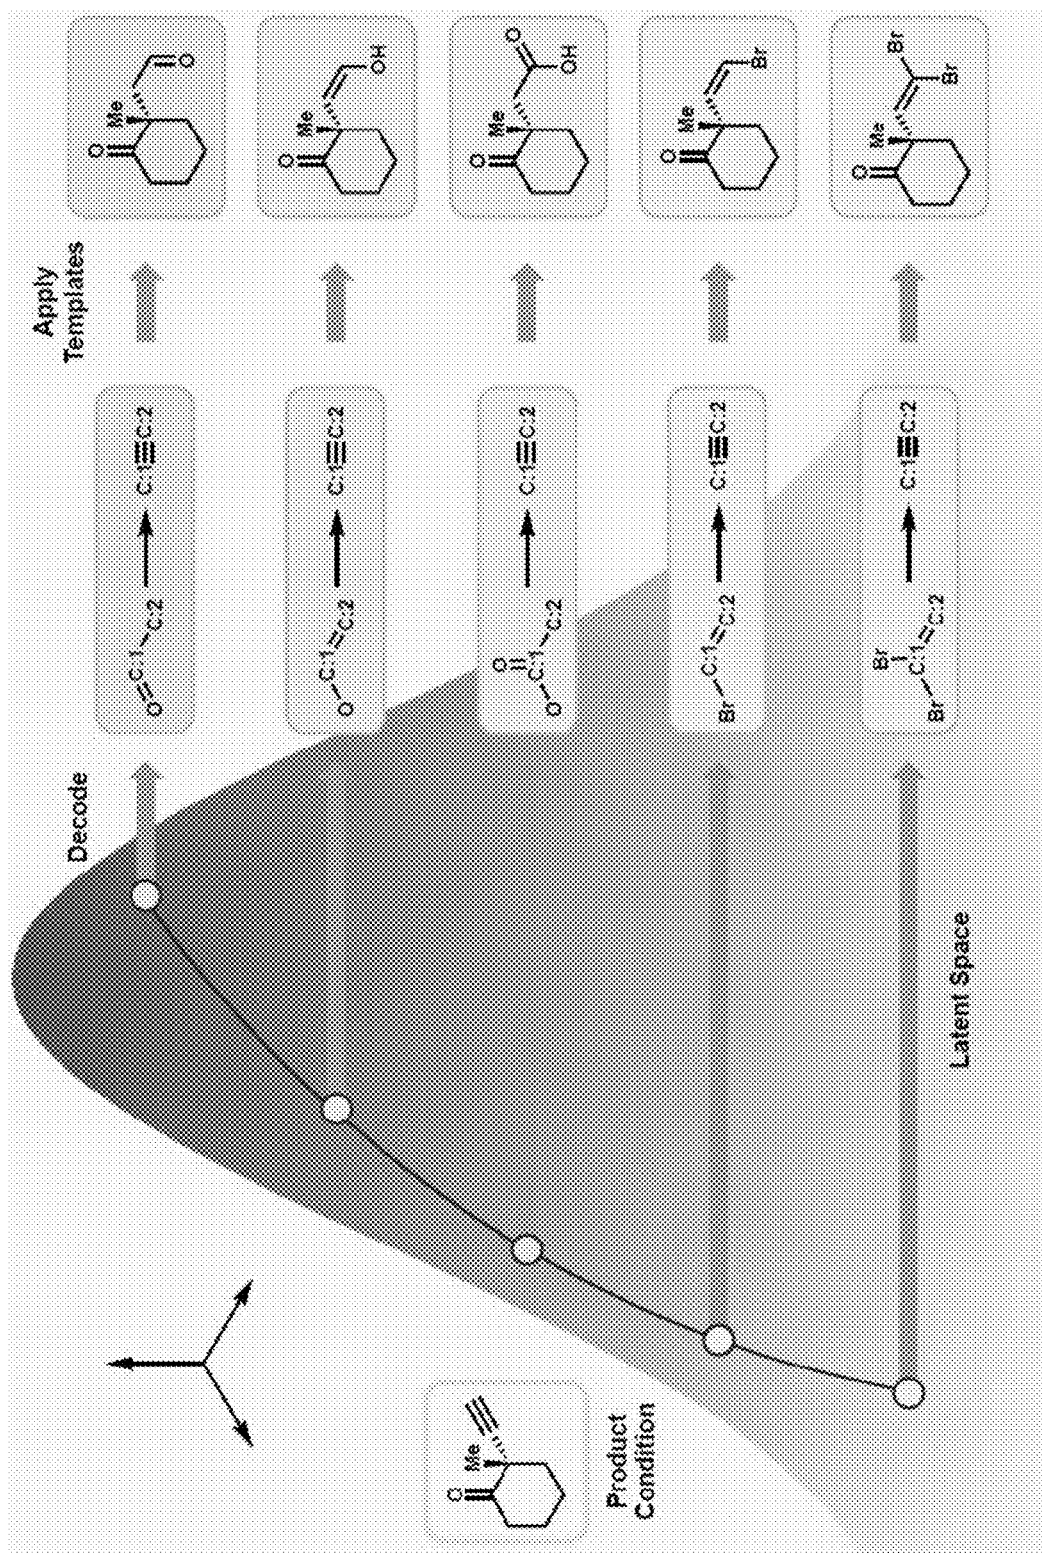 Apply
Templates
Decode
O
C:1
C:2
C:1≡C:2
O
Me
O
O
C:1
C:2
C:1≡C:2
O
Me
OH
O
O
C:1
C:2
C:1≡C:2
O
Me
O
OH
O
Me
Product
Condition
Br
C:1
C:2
C:1≡C:2
O
Me
Br
Br
Br
C:1
C:2
C:1≡C:2
O
Me
Br
Br
Latent Space